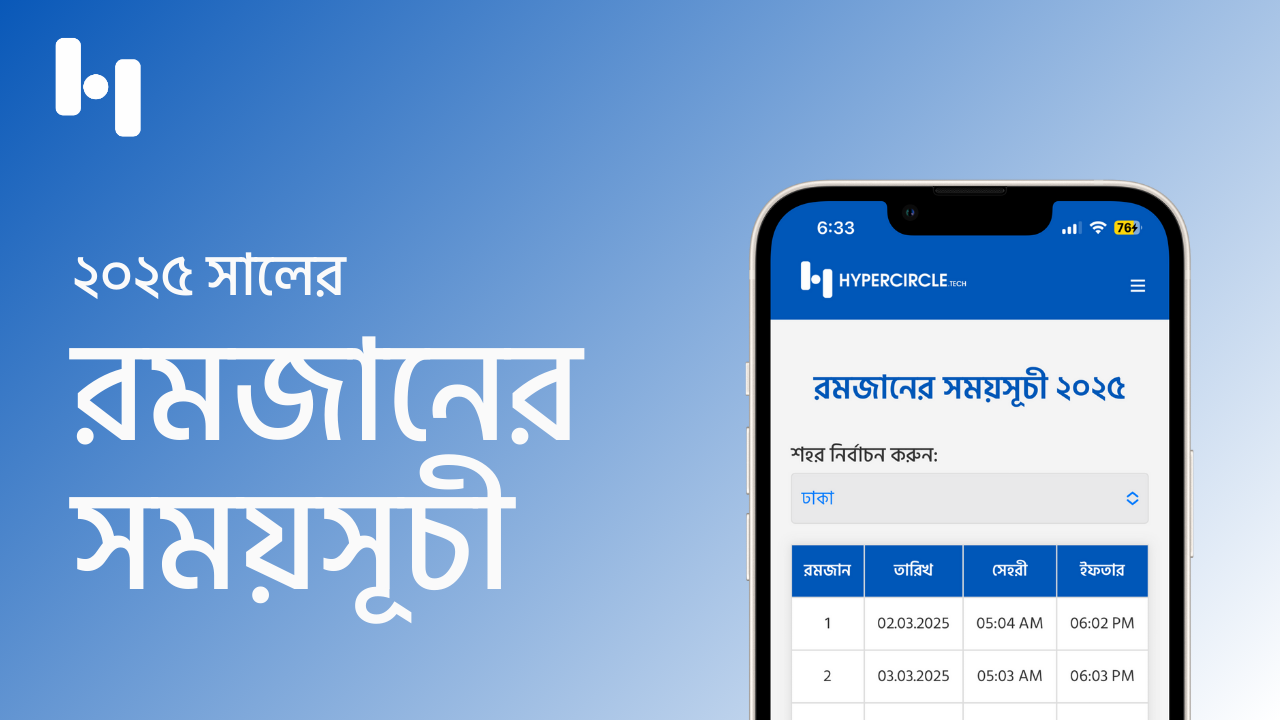 ২০২৫ সালের
রমজানের
সময়সূচী
6:33
76
HYPERCIRCLE.TECH
রমজানের সময়সূচী ২০২৫
শহর নির্বাচন করুন:
ঢাকা
রমজান তারিখ সেহরী ইফতার
1 02.03.2025 05:04 AM 06:02 PM
2 03.03.2025 05:03 AM 06:03 PM